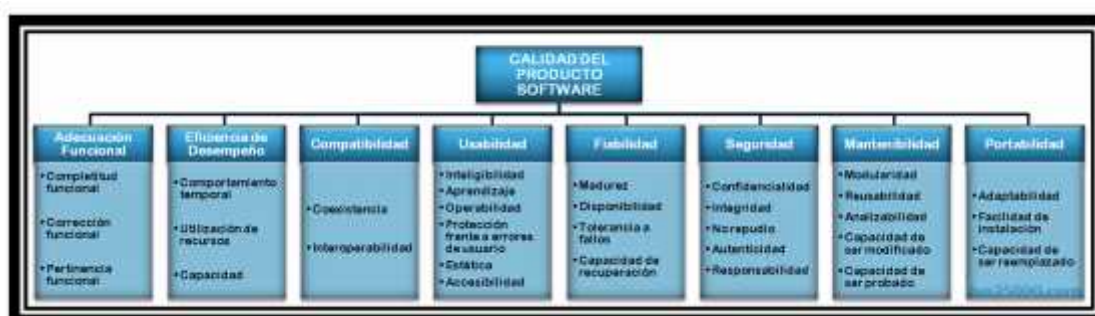 CALIDAD DEL
PRODUCTO
SOFTWARE
Adecuación
Funcional
• Completitud
funcional
• Corrección
funcional
• Pertinencia
funcional
Eficiencia de
Desempeño
• Comportamiento
temporal
• Utilización de
recursos
• Capacidad
Compatibilidad
• Coexistencia
• Interoperabilidad
Usabilidad
• Inteligibilidad
• Aprendizaje
• Operabilidad
• Protección
frente a errores
de usuario
• Estética
• Accesibilidad
Fiabilidad
• Madurez
• Disponibilidad
• Tolerancia a
fallos
• Capacidad de
recuperación
Seguridad
• Confidencialidad
• Integridad
• No repudio
• Autenticidad
• Responsabilidad
Mantenibilidad
• Modularidad
• Reusabilidad
• Analizabilidad
• Capacidad de
ser modificado
• Capacidad de
ser probado
Portabilidad
• Adaptabilidad
• Facilidad de
instalación
• Capacidad de
ser reemplazado